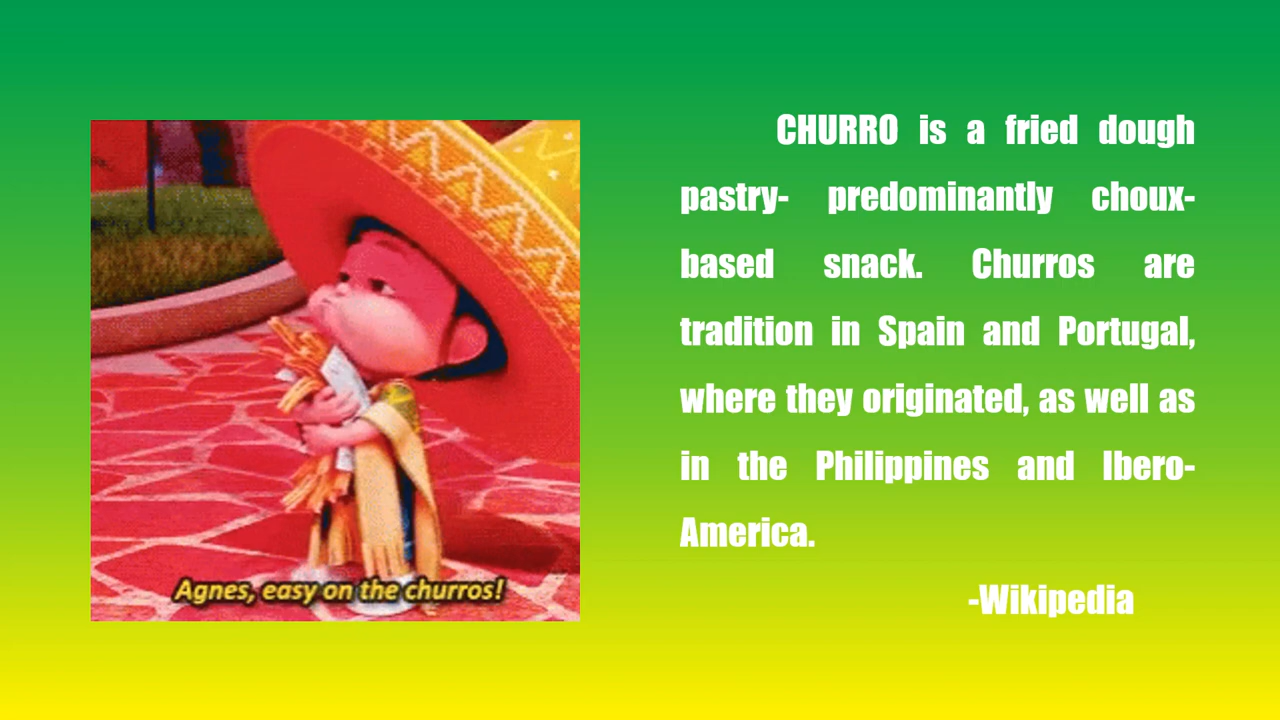 CHURRO is a fried dough
pastry- predominantly choux-
based snack. Churros are
tradition in Spain and Portugal,
where they originated, as well as
in the Philippines and Ibero-
America.
-Wikipedia
Agnes, easy on the churros!